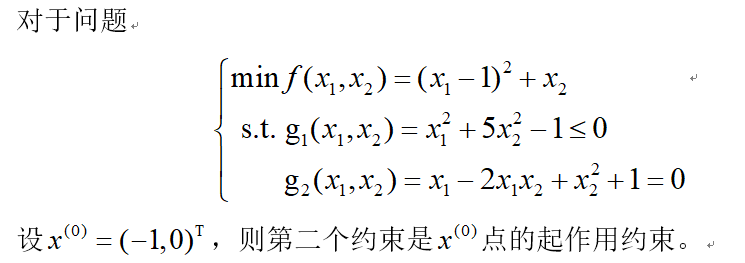 对于问题
min f(x₁,x₂)=(x₁−1)²+x₂
s.t. g₁(x₁,x₂)=x₁²+5x₂²−1≤0
g₂(x₁,x₂)=x₁−2x₁x₂+x₂²+1=0
设x⁽⁰⁾=(−1,0)ᵀ，则第二个约束是x⁽⁰⁾点的起作用约束。